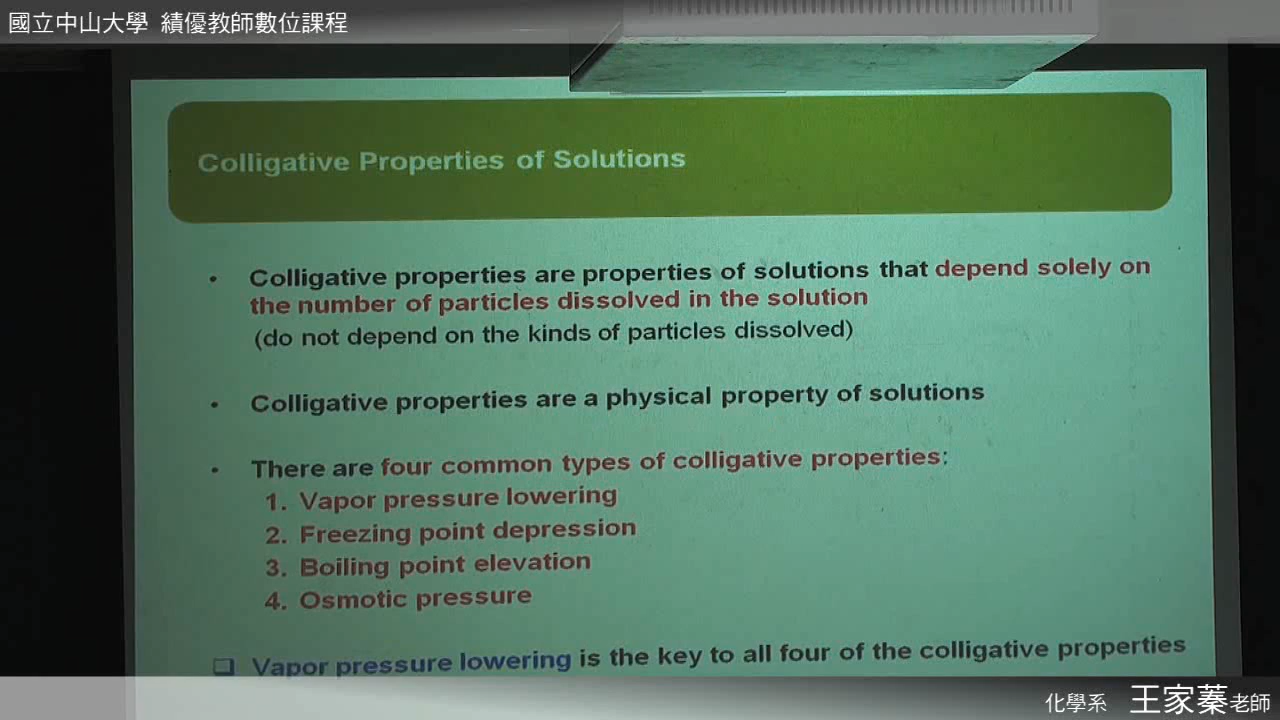 國立中山大學 績優教師數位課程
Colligative Properties of Solutions
• Colligative properties are properties of solutions that depend solely on
the number of particles dissolved in the solution
(do not depend on the kinds of particles dissolved)
• Colligative properties are a physical property of solutions
• There are four common types of colligative properties:
1. Vapor pressure lowering
2. Freezing point depression
3. Boiling point elevation
4. Osmotic pressure
❑ Vapor pressure lowering is the key to all four of the colligative properties
化學系 王家蓁老師